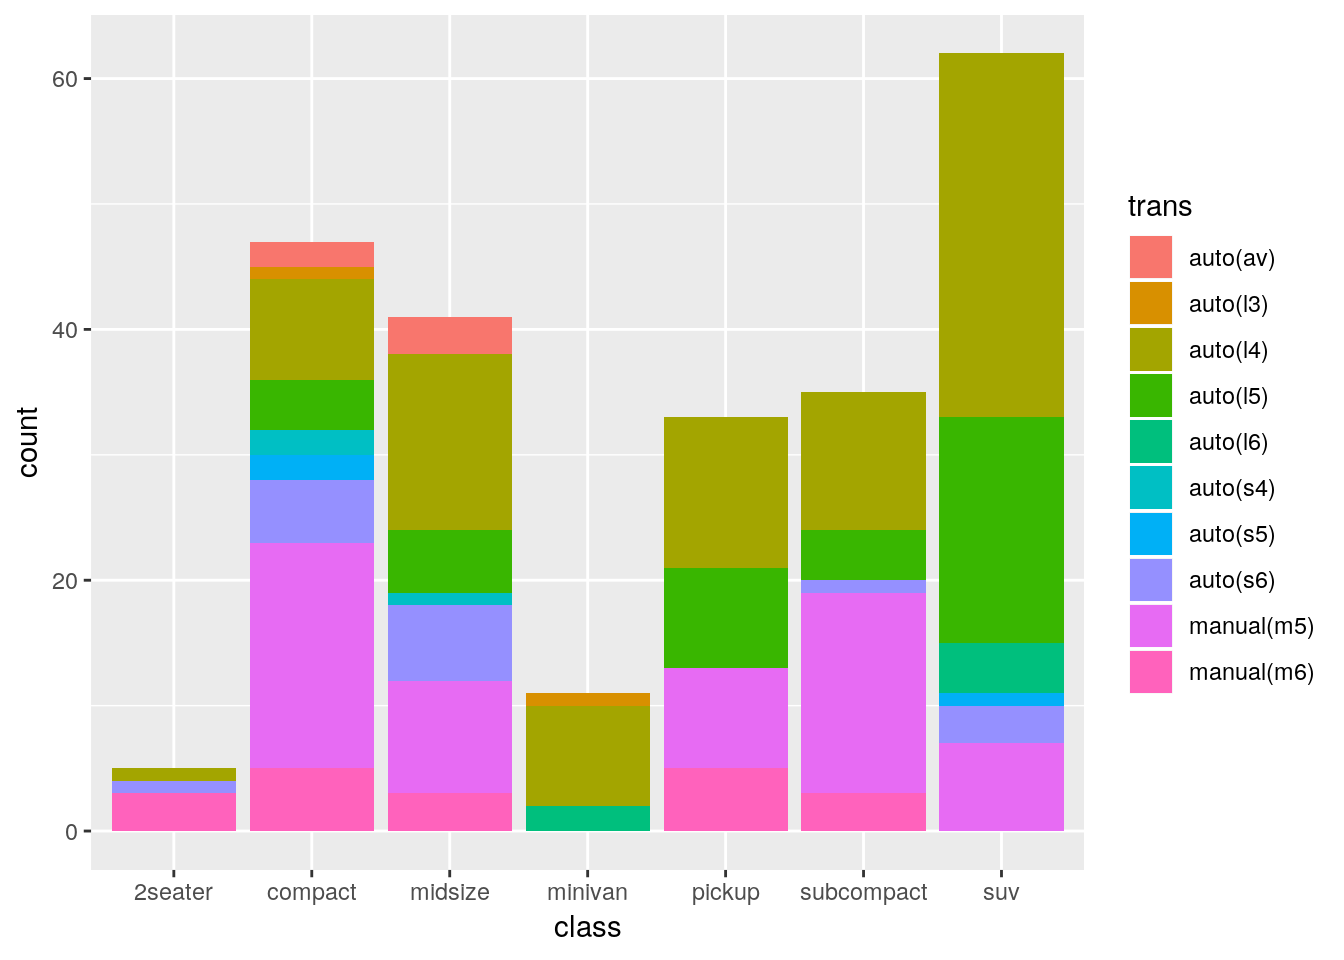 60
40
20
0
count
2seater
compact
midsize
minivan
pickup
subcompact
suv
class
trans
auto(av)
auto(l3)
auto(l4)
auto(l5)
auto(l6)
auto(s4)
auto(s5)
auto(s6)
manual(m5)
manual(m6)